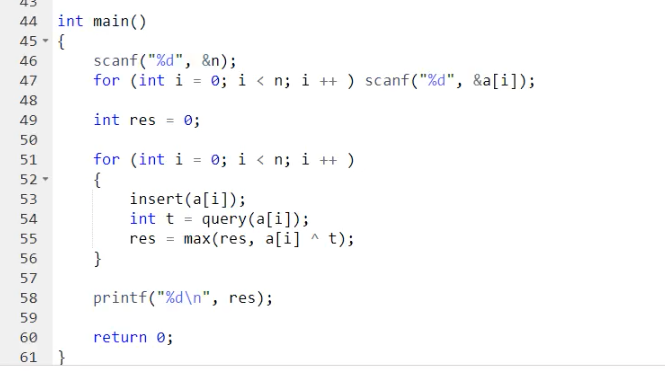 43
44 int main()
45 {
46 scanf("%d", &n);
47 for (int i = 0; i < n; i ++ ) scanf("%d", &a[i]);
48
49 int res = 0;
50
51 for (int i = 0; i < n; i ++ )
52 {
53 insert(a[i]);
54 int t = query(a[i]);
55 res = max(res, a[i] ^ t);
56 }
57
58 printf("%d\n", res);
59
60 return 0;
61 }